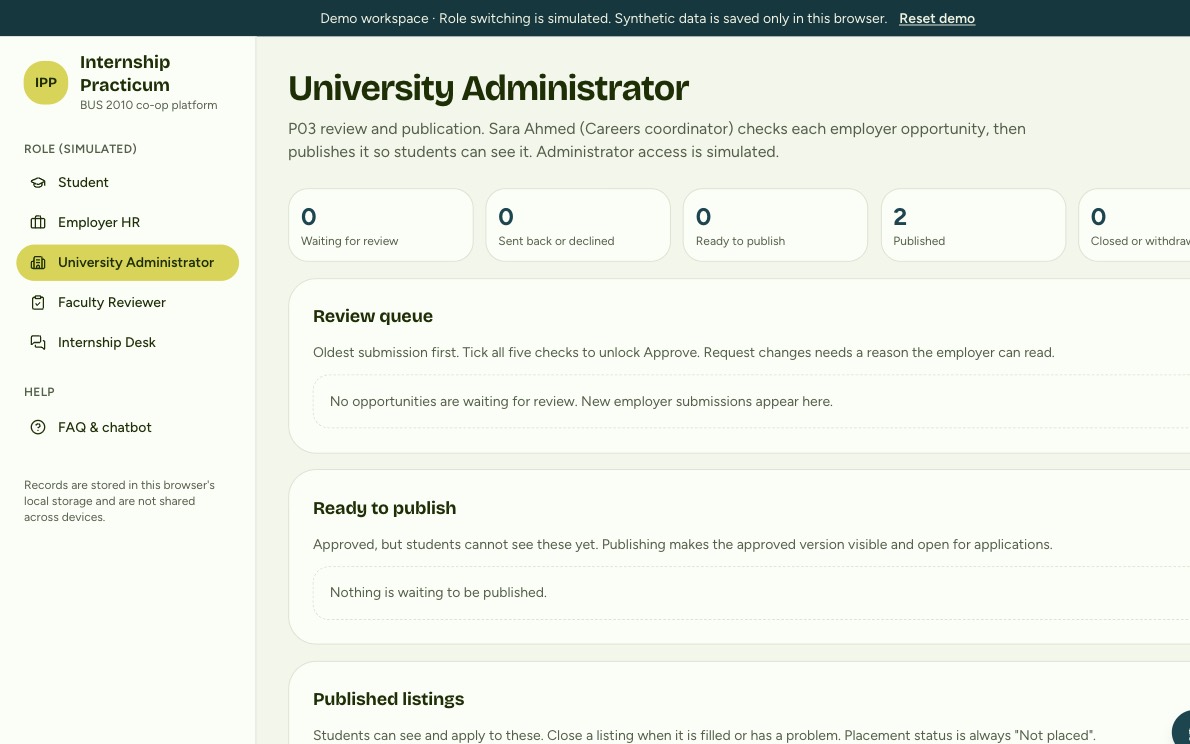 Demo workspace · Role switching is simulated. Synthetic data is saved only in this browser. Reset demo
IPP
Internship
Practicum
BUS 2010 co-op platform
ROLE (SIMULATED)
Student
Employer HR
University Administrator
Faculty Reviewer
Internship Desk
HELP
FAQ & chatbot
Records are stored in this browser's
local storage and are not shared
across devices.
University Administrator
P03 review and publication. Sara Ahmed (Careers coordinator) checks each employer opportunity, then
publishes it so students can see it. Administrator access is simulated.
0
Waiting for review
0
Sent back or declined
0
Ready to publish
2
Published
0
Closed or
Review queue
Oldest submission first. Tick all five checks to unlock Approve. Request changes needs a reason the employer can read.
No opportunities are waiting for review. New employer submissions appear here.
Ready to publish
Approved, but students cannot see these yet. Publishing makes the approved version visible and open for applications.
Nothing is waiting to be published.
Published listings
Students can see and apply to these. Close a listing when it is filled or has a problem. Placement status is always "Not placed".